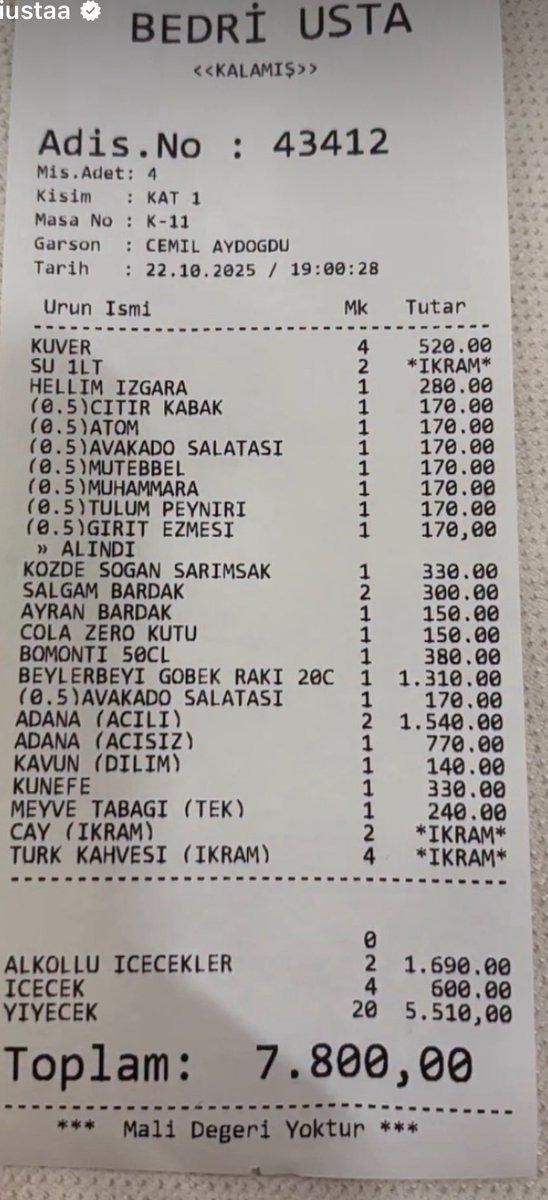 iustaa
BEDRİ USTA
<<KALAMIŞ>>
Adis.No : 43412
Mis.Adet: 4
Kisim : KAT 1
Masa No : K-11
Garson : CEMIL AYDOGDU
Tarih : 22.10.2025 / 19:00:28
Urun Ismi Mk Tutar
KUVER 4 520.00
SU 1LT 2 *IKRAM*
HELLIM IZGARA 1 280.00
(0.5)CITIR KABAK 1 170.00
(0.5)ATOM 1 170.00
(0.5)AVAKADO SALATASI 1 170.00
(0.5)MUTEBBEL 1 170.00
(0.5)MUHAMMARA 1 170.00
(0.5)TULUM PEYNIRI 1 170.00
(0.5)GIRIT EZMESI 1 170,00
» ALINDI
KOZDE SOGAN SARIMSAK 1 330.00
SALGAM BARDAK 2 300.00
AYRAN BARDAK 1 150.00
COLA ZERO KUTU 1 150.00
BOMONTI 50CL 1 380.00
BEYLERBEYI GOBEK RAKI 20C 1 1.310.00
(0.5)AVAKADO SALATASI 1 170.00
ADANA (ACILI) 2 1.540.00
ADANA (ACISIZ) 1 770.00
KAVUN (DILIM) 1 140.00
KUNEFE 1 330.00
MEYVE TABAGI (TEK) 1 240.00
CAY (IKRAM) 2 *IKRAM*
TURK KAHVESI (IKRAM) 4 *IKRAM*
0
ALKOLLU ICECEKLER 2 1.690.00
ICECEK 4 600.00
YIYECEK 20 5.510,00
Toplam: 7.800,00
*** Mali Degeri Yoktur ***